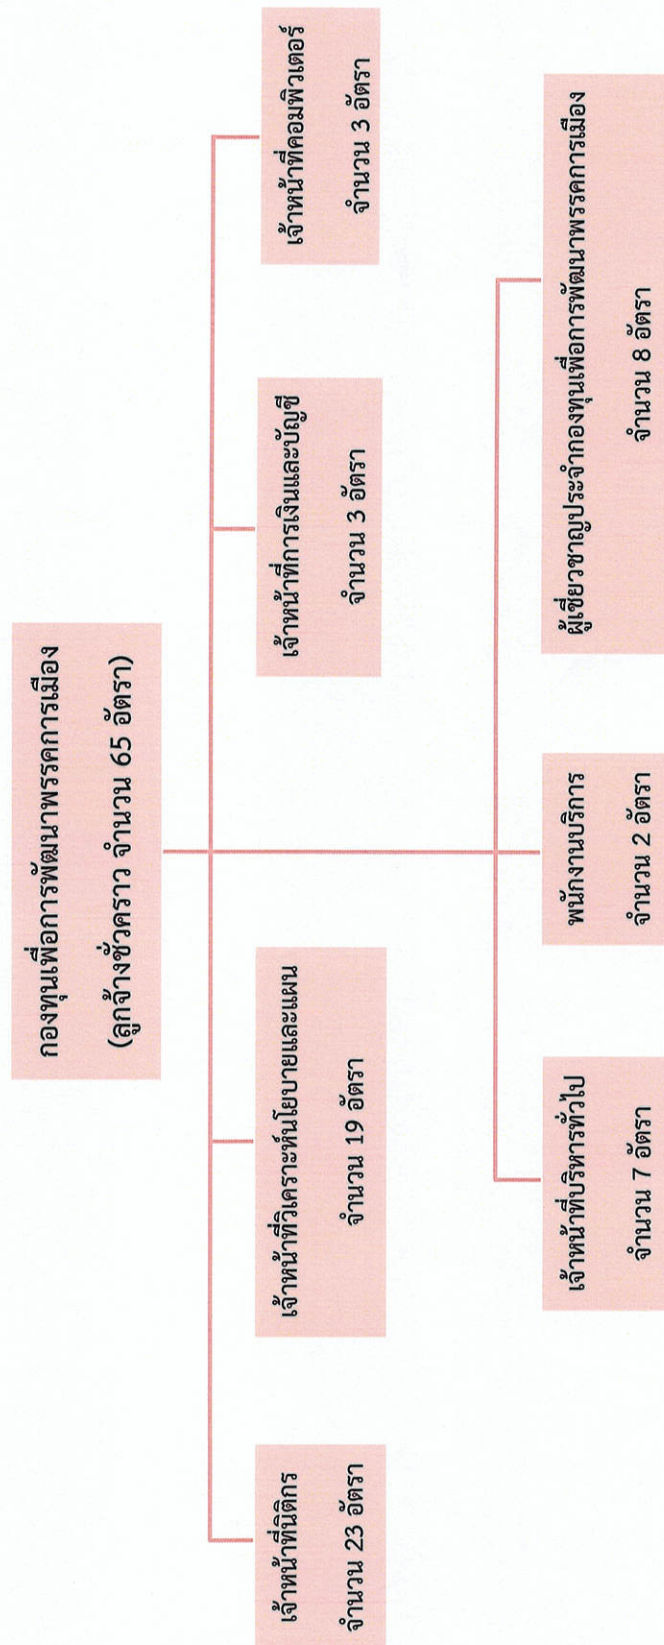 กองทุนเพื่อการพัฒนาพรรคการเมือง
(ลูกจ้างชั่วคราว จำนวน 65 อัตรา)
เจ้าหน้าที่นิติกร
จำนวน 23 อัตรา
เจ้าหน้าที่วิเคราะห์นโยบายและแผน
จำนวน 19 อัตรา
เจ้าหน้าที่การเงินและบัญชี
จำนวน 3 อัตรา
เจ้าหน้าที่คอมพิวเตอร์
จำนวน 3 อัตรา
เจ้าหน้าที่บริหารทั่วไป
จำนวน 7 อัตรา
พนักงานบริการ
จำนวน 2 อัตรา
ผู้เชี่ยวชาญประจำกองทุนเพื่อการพัฒนาพรรคการเมือง
จำนวน 8 อัตรา